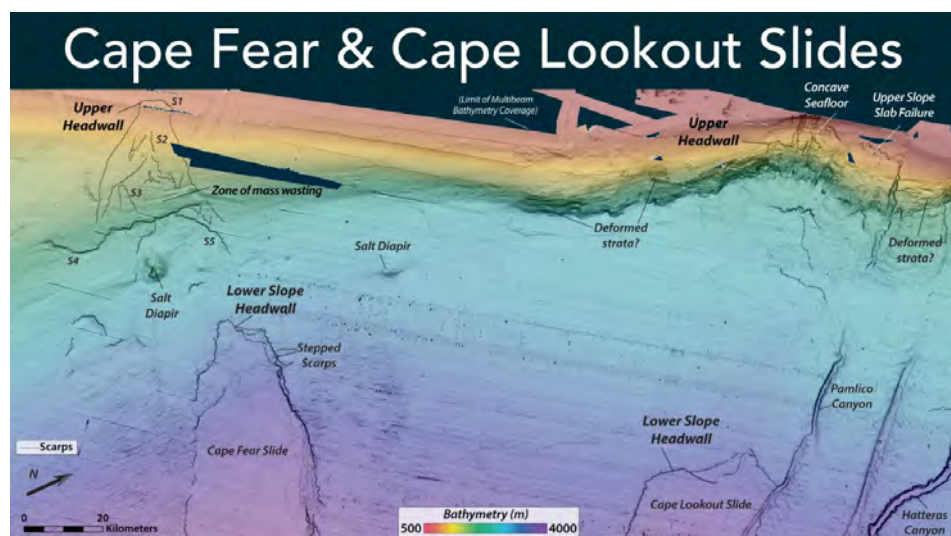 Cape Fear & Cape Lookout Slides
S1
Upper
Headwall
S2
S3
Zone of mass wasting
S4
S5
Salt
Diapir
(Limit of Multibeam
Bathymetry Coverage)
Upper
Headwall
Concave
Seafloor
Upper Slope
Slab Failure
Deformed
strata?
Deformed
strata?
Salt Diapir
Lower Slope
Headwall
Stepped
Scarps
Pamlico
Canyon
Lower Slope
Headwall
Scarps
Cape Fear Slide
N
0 20
Kilometers
Bathymetry (m)
500 4000
Cape Lookout Slide
Hatteras
Canyon